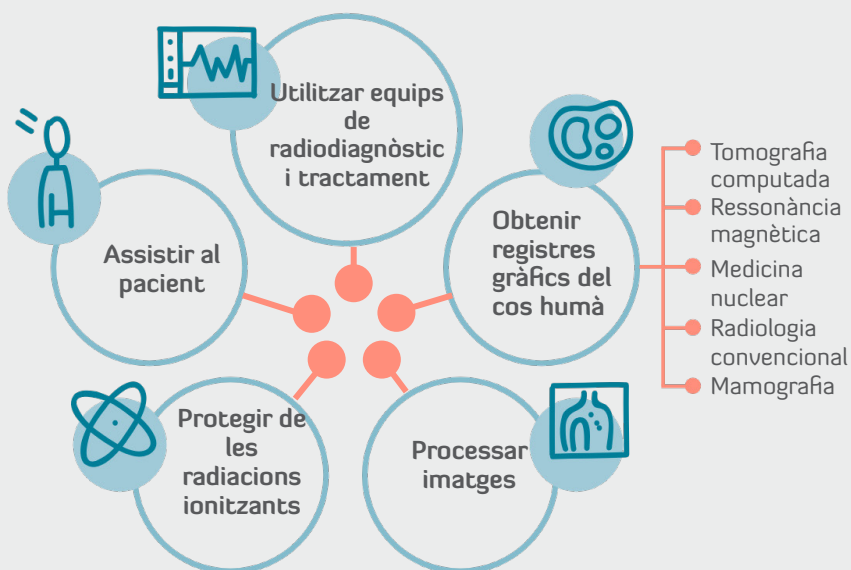 Utilitzar equips
de
radiodiagnòstic
i tractament
Obtenir
registres
gràfics del
cos humà
Tomografia
computada
Ressonància
magnètica
Medicina
nuclear
Radiologia
convencional
Mamografia
Assistir al
pacient
Protegir de
les
radiacions
ionitzants
Processar
imatges